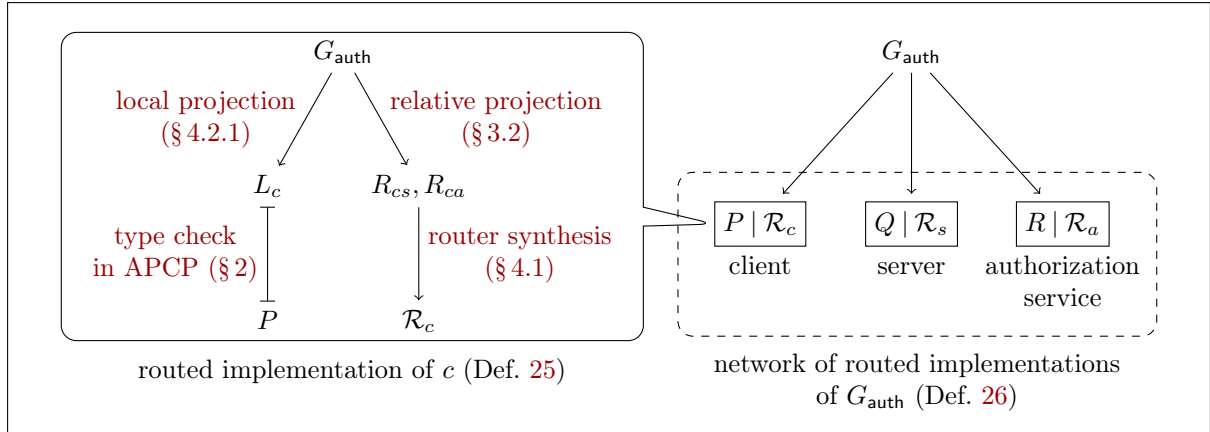 G_auth
local projection
(§ 4.2.1)
relative projection
(§ 3.2)
L_c
R_cs, R_ca
type check
in APCP (§ 2)
router synthesis
(§ 4.1)
P
ℛ_c
routed implementation of c (Def. 25)
G_auth
P | ℛ_c
Q | ℛ_s
R | ℛ_a
client
server
authorization
service
network of routed implementations
of G_auth (Def. 26)